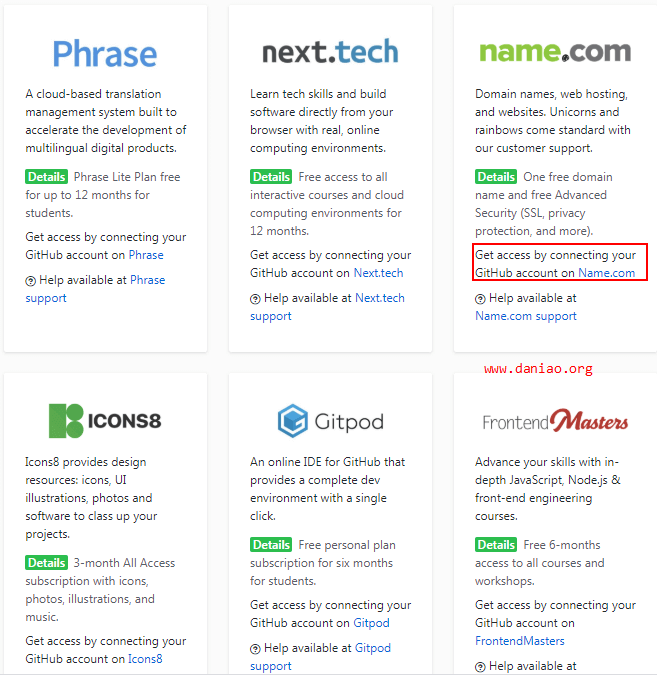 Phrase
A cloud-based translation
management system built to
accelerate the development of
multilingual digital products.
Details Phrase Lite Plan free
for up to 12 months for
students.
Get access by connecting your
GitHub account on Phrase
Help available at Phrase
support
next.tech
Learn tech skills and build
software directly from your
browser with real, online
computing environments.
Details Free access to all
interactive courses and cloud
computing environments for
12 months.
Get access by connecting your
GitHub account on Next.tech
Help available at Next.tech
support
name.com
Domain names, web hosting,
and websites. Unicorns and
rainbows come standard with
our customer support.
Details One free domain
name and free Advanced
Security (SSL, privacy
protection, and more).
Get access by connecting your
GitHub account on Name.com
Help available at
Name.com support
www.daniao.org
ICONS8
Icons8 provides design
resources: icons, UI
illustrations, photos and
software to class up your
projects.
Details 3-month All Access
subscription with icons,
photos, illustrations, and
music.
Get access by connecting your
GitHub account on Icons8
Gitpod
An online IDE for GitHub that
provides a complete dev
environment with a single
click.
Details Free personal plan
subscription for six months
for students.
Get access by connecting your
GitHub account on Gitpod
Help available at Gitpod
support
Frontend Masters
Advance your skills with in-
depth JavaScript, Node.js &
front-end engineering
courses.
Details Free 6-months
access to all courses and
workshops.
Get access by connecting your
GitHub account on
FrontendMasters
Help available at